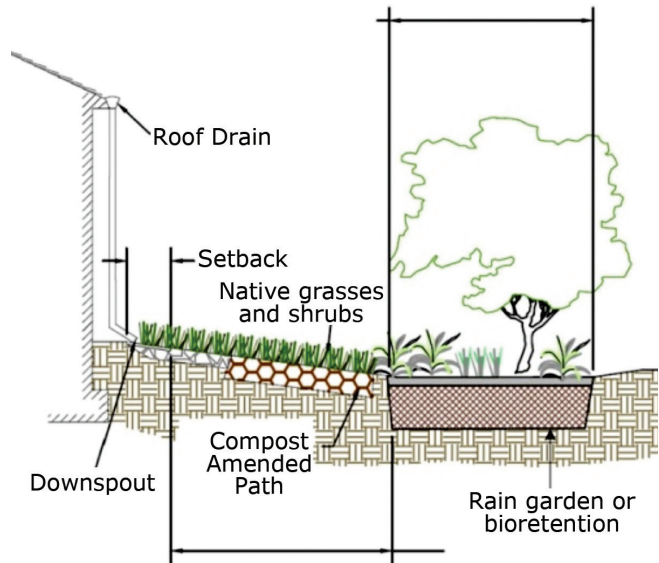 Roof Drain
Setback
Native grasses
and shrubs
Compost
Amended
Path
Downspout
Rain garden or
bioretention